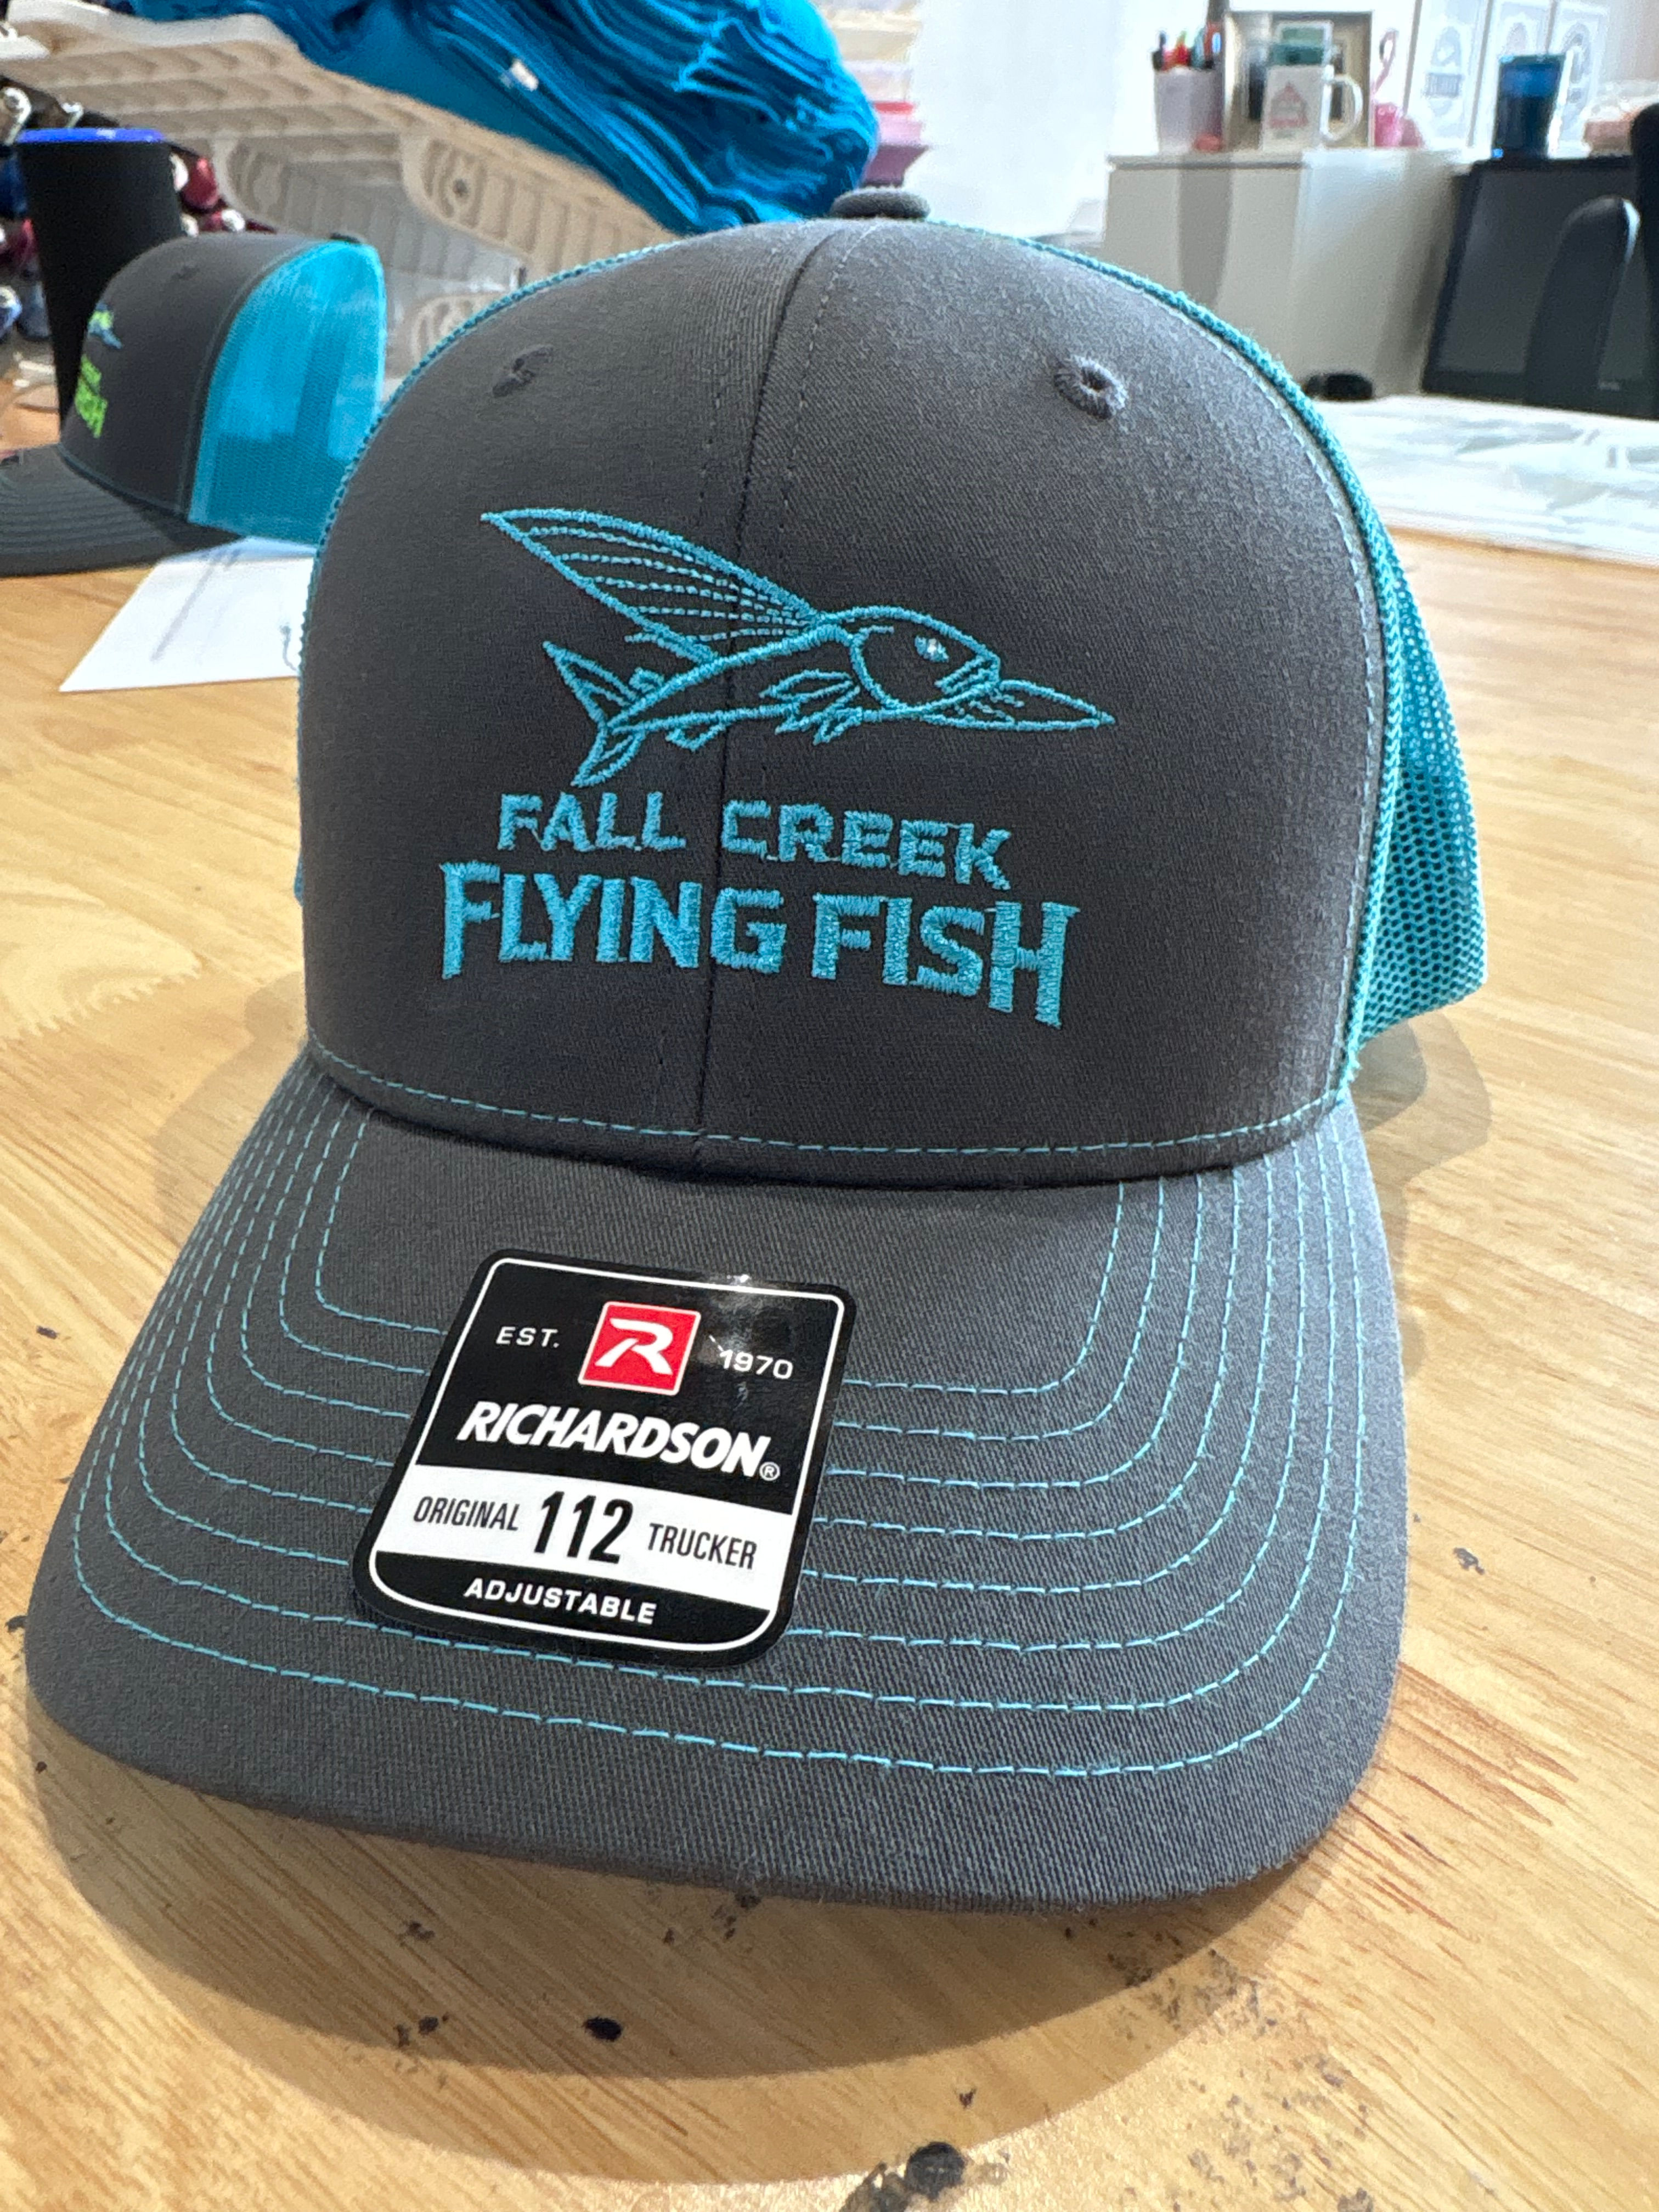 FALL CREEK
FLYING FISH
EST. R 1970
RICHARDSON®
ORIGINAL 112 TRUCKER
ADJUSTABLE